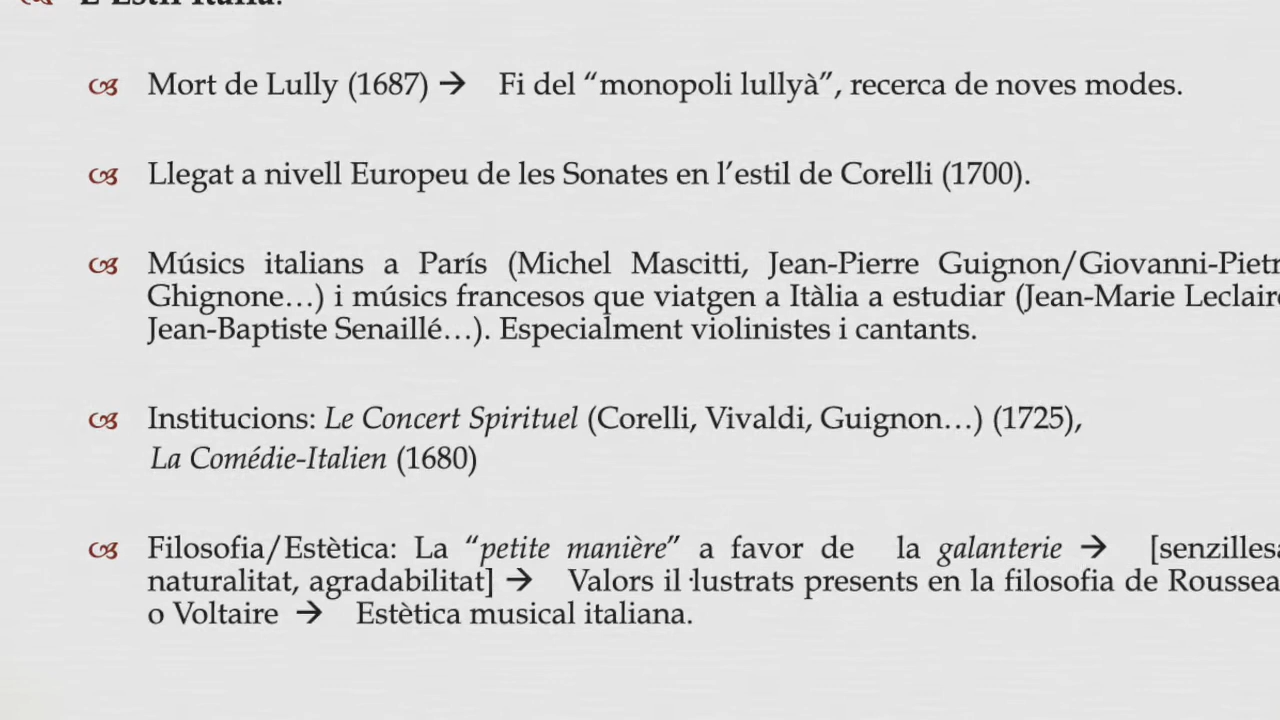 L'Estil Italià:
Mort de Lully (1687) → Fi del “monopoli lullyà”, recerca de noves modes.
Llegat a nivell Europeu de les Sonates en l’estil de Corelli (1700).
Músics italians a París (Michel Mascitti, Jean-Pierre Guignon/Giovanni-Pietr
Ghignone…) i músics francesos que viatgen a Itàlia a estudiar (Jean-Marie Leclair
Jean-Baptiste Senaillé…). Especialment violinistes i cantants.
Institucions: Le Concert Spirituel (Corelli, Vivaldi, Guignon…) (1725),
La Comédie-Italien (1680)
Filosofia/Estètica: La “petite manière” a favor de la galanterie → [senzilles
naturalitat, agradabilitat] → Valors il·lustrats presents en la filosofia de Roussea
o Voltaire → Estètica musical italiana.